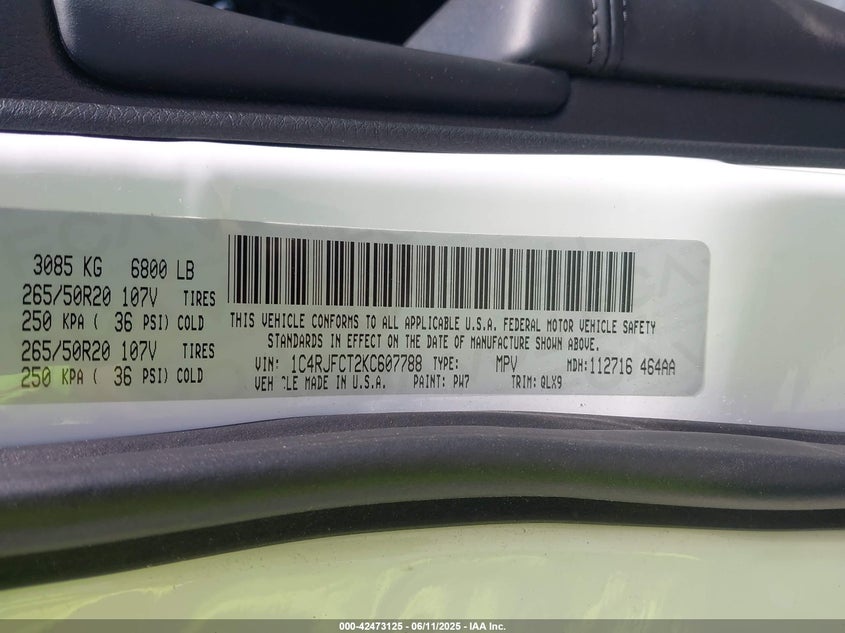 3085 KG 6800 LB
265/50R20 107V TIRES
250 KPA ( 36 PSI) COLD
265/50R20 107V TIRES
250 KPA ( 36 PSI) COLD
THIS VEHICLE CONFORMS TO ALL APPLICABLE U.S.A. FEDERAL MOTOR VEHICLE SAFETY
STANDARDS IN EFFECT ON THE DATE OF MANUFACTURE SHOWN ABOVE.
VIN: 1C4RJFCT2KC607788 TYPE: MPV MDH:112716 464AA
VEHICLE MADE IN U.S.A. PAINT: PW7 TRIM: QLX9
000-42473125 - 06/11/2025 - IAA Inc.